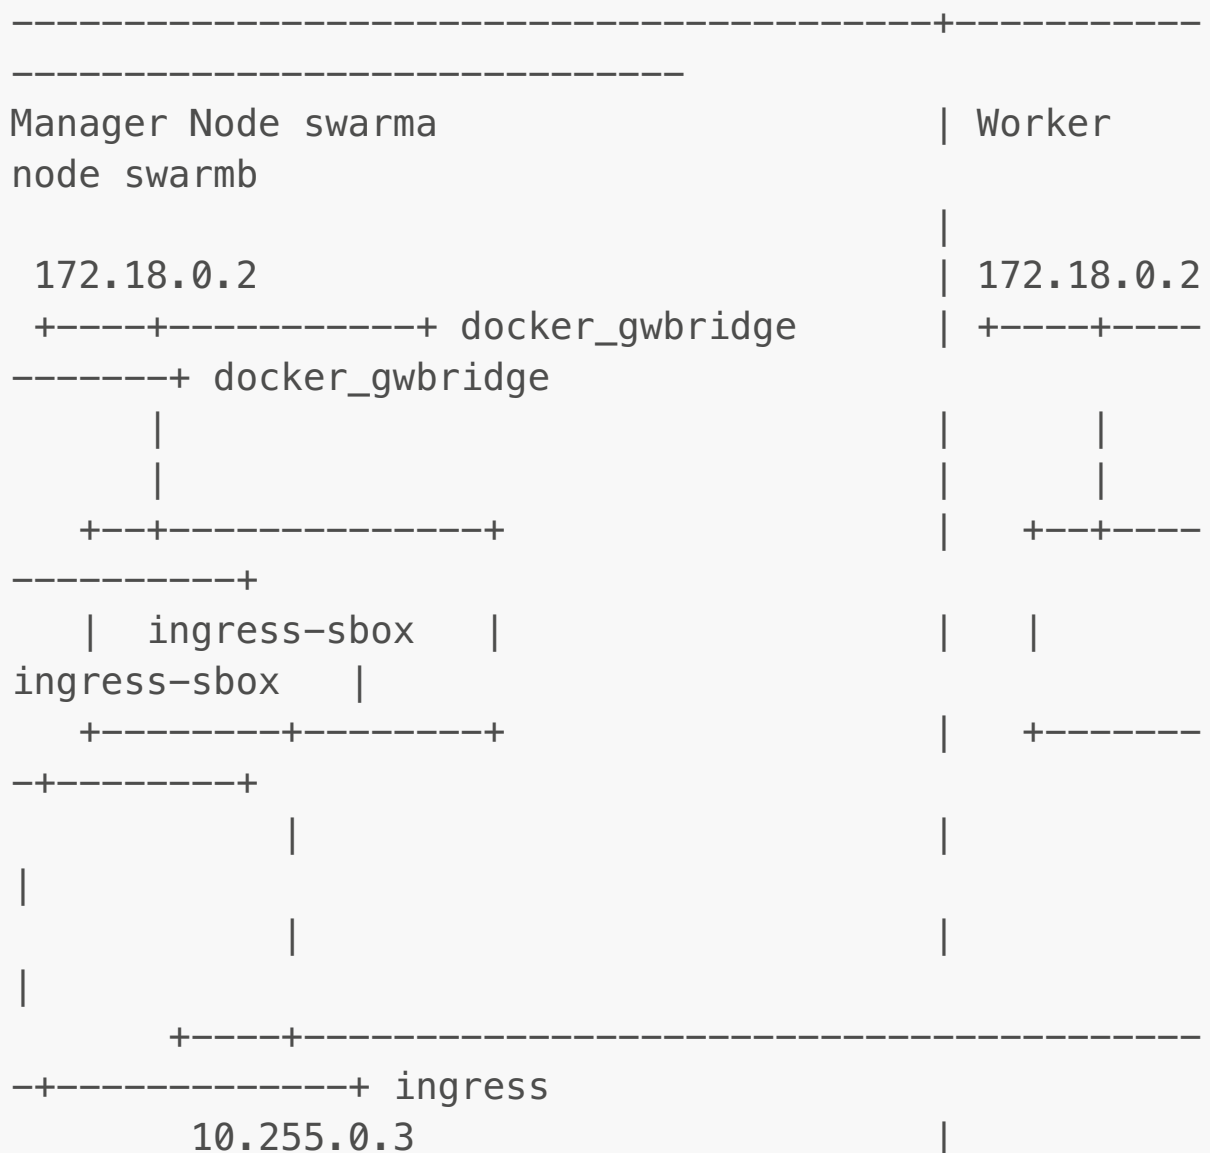 -----------------------------------------+-----------
------------------------------
Manager Node swarma                      | Worker
node swarmb
                                         |
 172.18.0.2                              | 172.18.0.2
 +----+-----------+ docker_gwbridge      | +----+----
-------+ docker_gwbridge
      |                                  |      |
      |                                  |      |
   +--+--------------+                   |   +--+----
----------+
   |  ingress-sbox   |                   |   |
ingress-sbox   |
   +--------+--------+                   |   +-------
-+--------+
            |                            |
|
            |                            |
|
       +----+----------------------------------------
-+-------------+ ingress
        10.255.0.3                       |